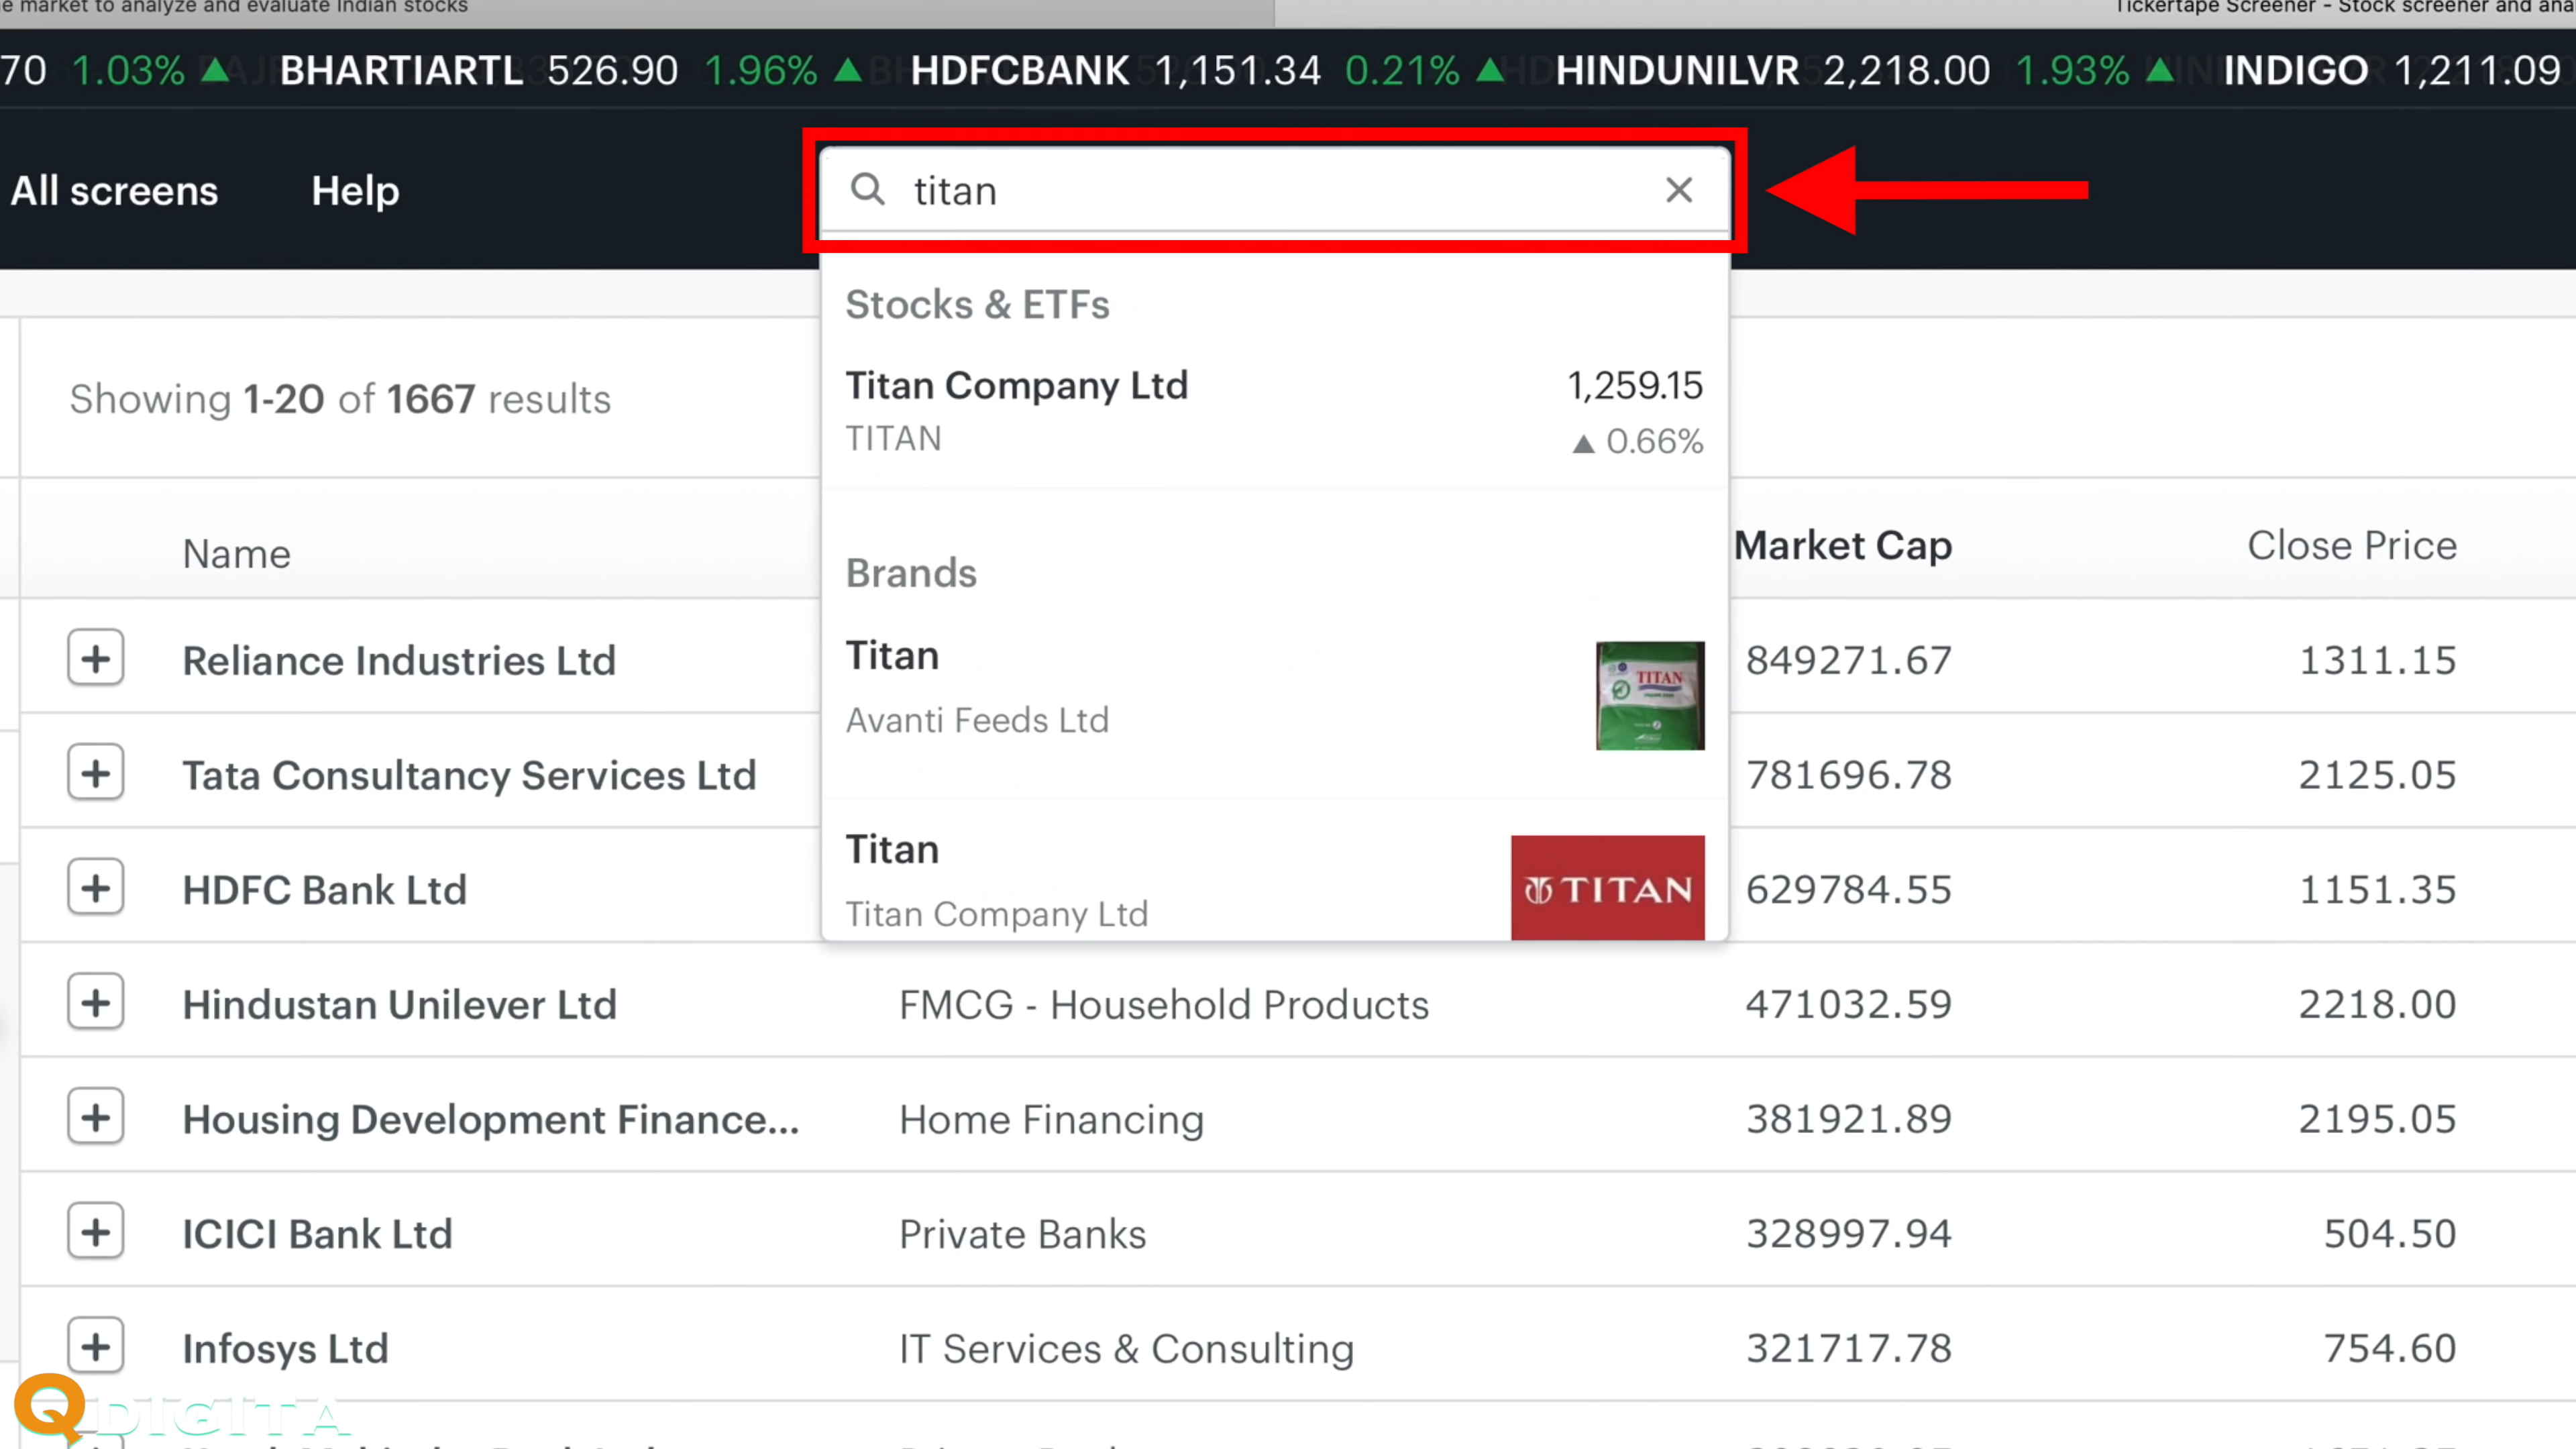 e market to analyze and evaluate Indian stocks
Tickertape Screener - Stock screener and ana
70 1.03% ▲ BHARTIARTL 526.90 1.96% ▲ HDFCBANK 1,151.34 0.21% ▲ HINDUNILVR 2,218.00 1.93% ▲ INDIGO 1,211.09
All screens Help titan
Stocks & ETFs
Showing 1-20 of 1667 results
Titan Company Ltd 1,259.15
TITAN ▲ 0.66%
Name Market Cap Close Price
Brands
Titan
Avanti Feeds Ltd
TITAN
Titan
Titan Company Ltd
TITAN
Reliance Industries Ltd 849271.67 1311.15
Tata Consultancy Services Ltd 781696.78 2125.05
HDFC Bank Ltd 629784.55 1151.35
Hindustan Unilever Ltd FMCG - Household Products 471032.59 2218.00
Housing Development Finance... Home Financing 381921.89 2195.05
ICICI Bank Ltd Private Banks 328997.94 504.50
Infosys Ltd IT Services & Consulting 321717.78 754.60
QDIGITA